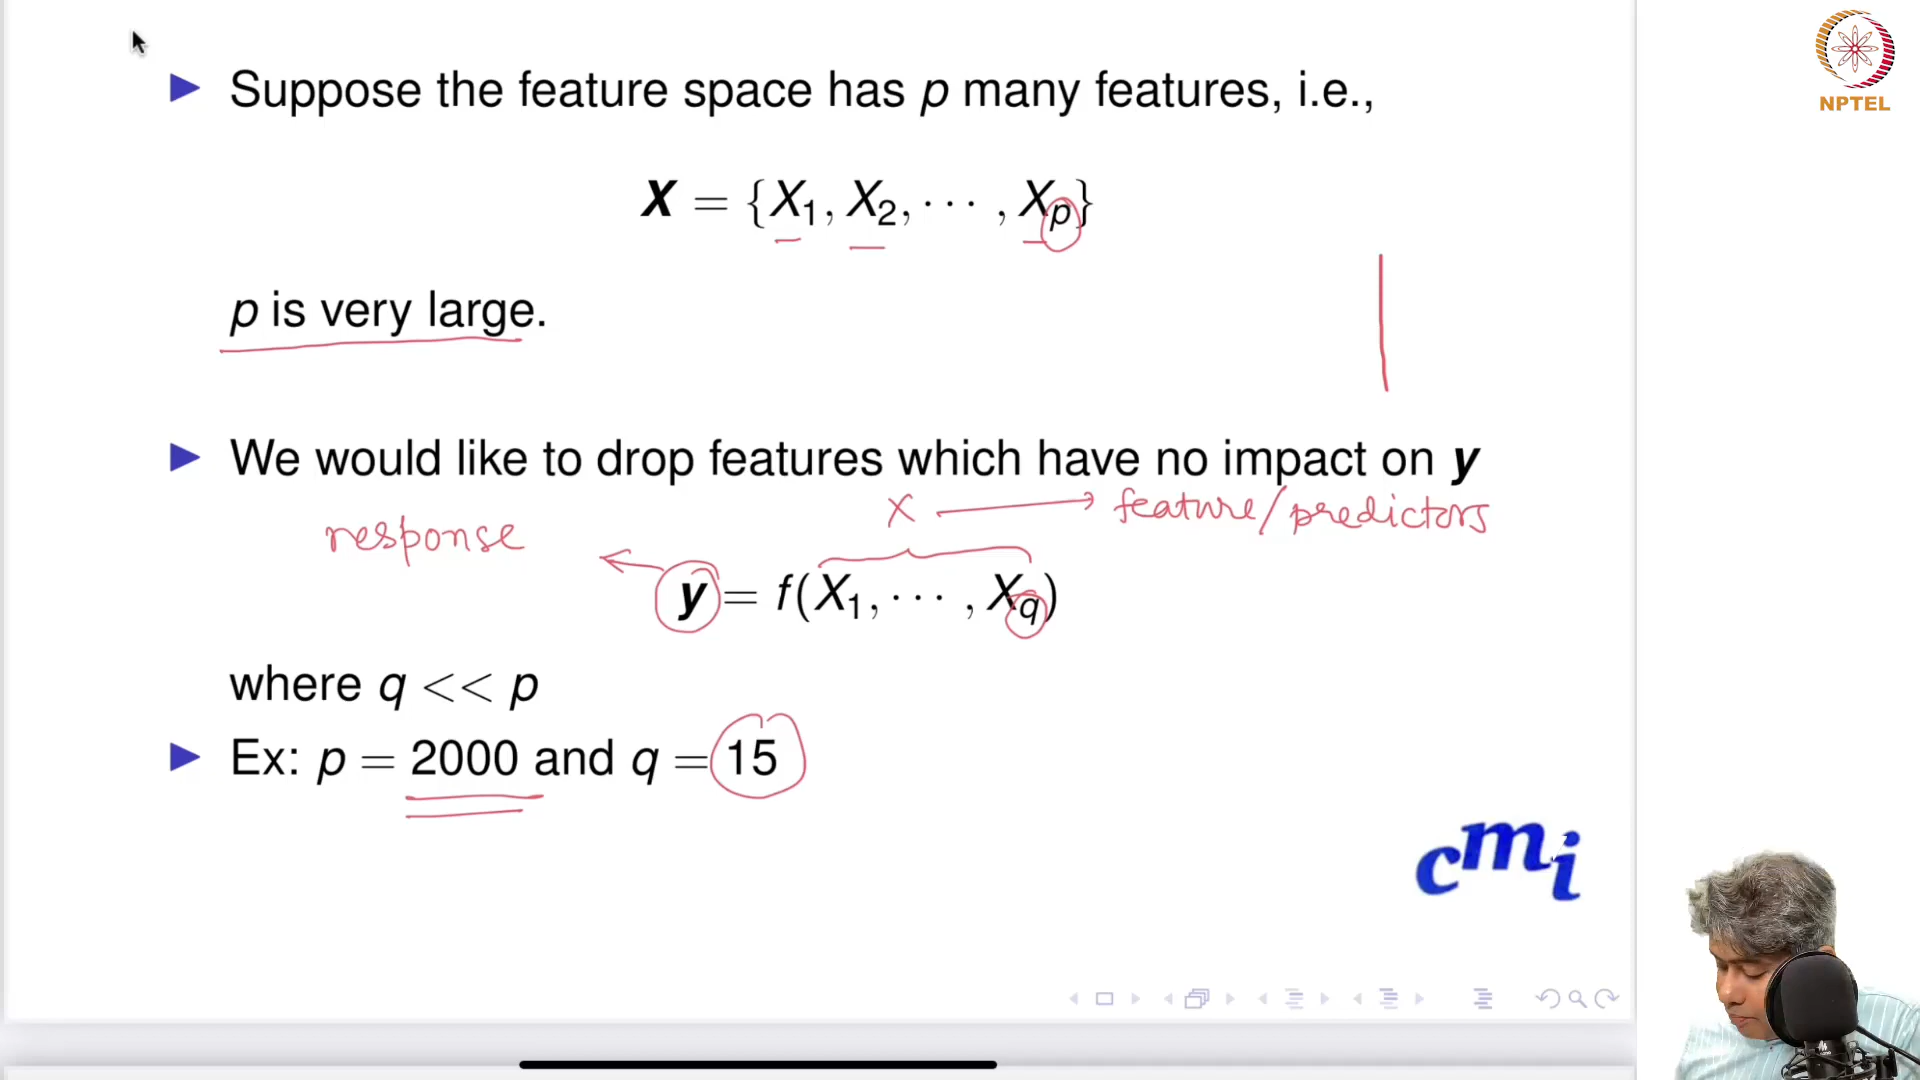 ▶ Suppose the feature space has p many features, i.e.,
NPTEL
X = {X₁, X₂, ⋯ , Xₚ}
p is very large.
▶ We would like to drop features which have no impact on y
X → feature/predictors
response
y = f(X₁, ⋯ , X_q)
where q << p
▶ Ex: p = 2000 and q = 15
cmi